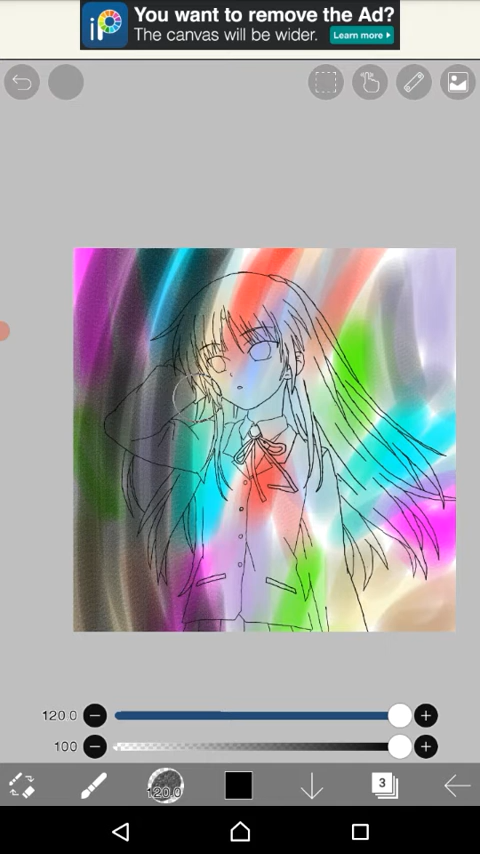 iP
You want to remove the Ad?
The canvas will be wider.
Learn more
120.0
100
120.0
3